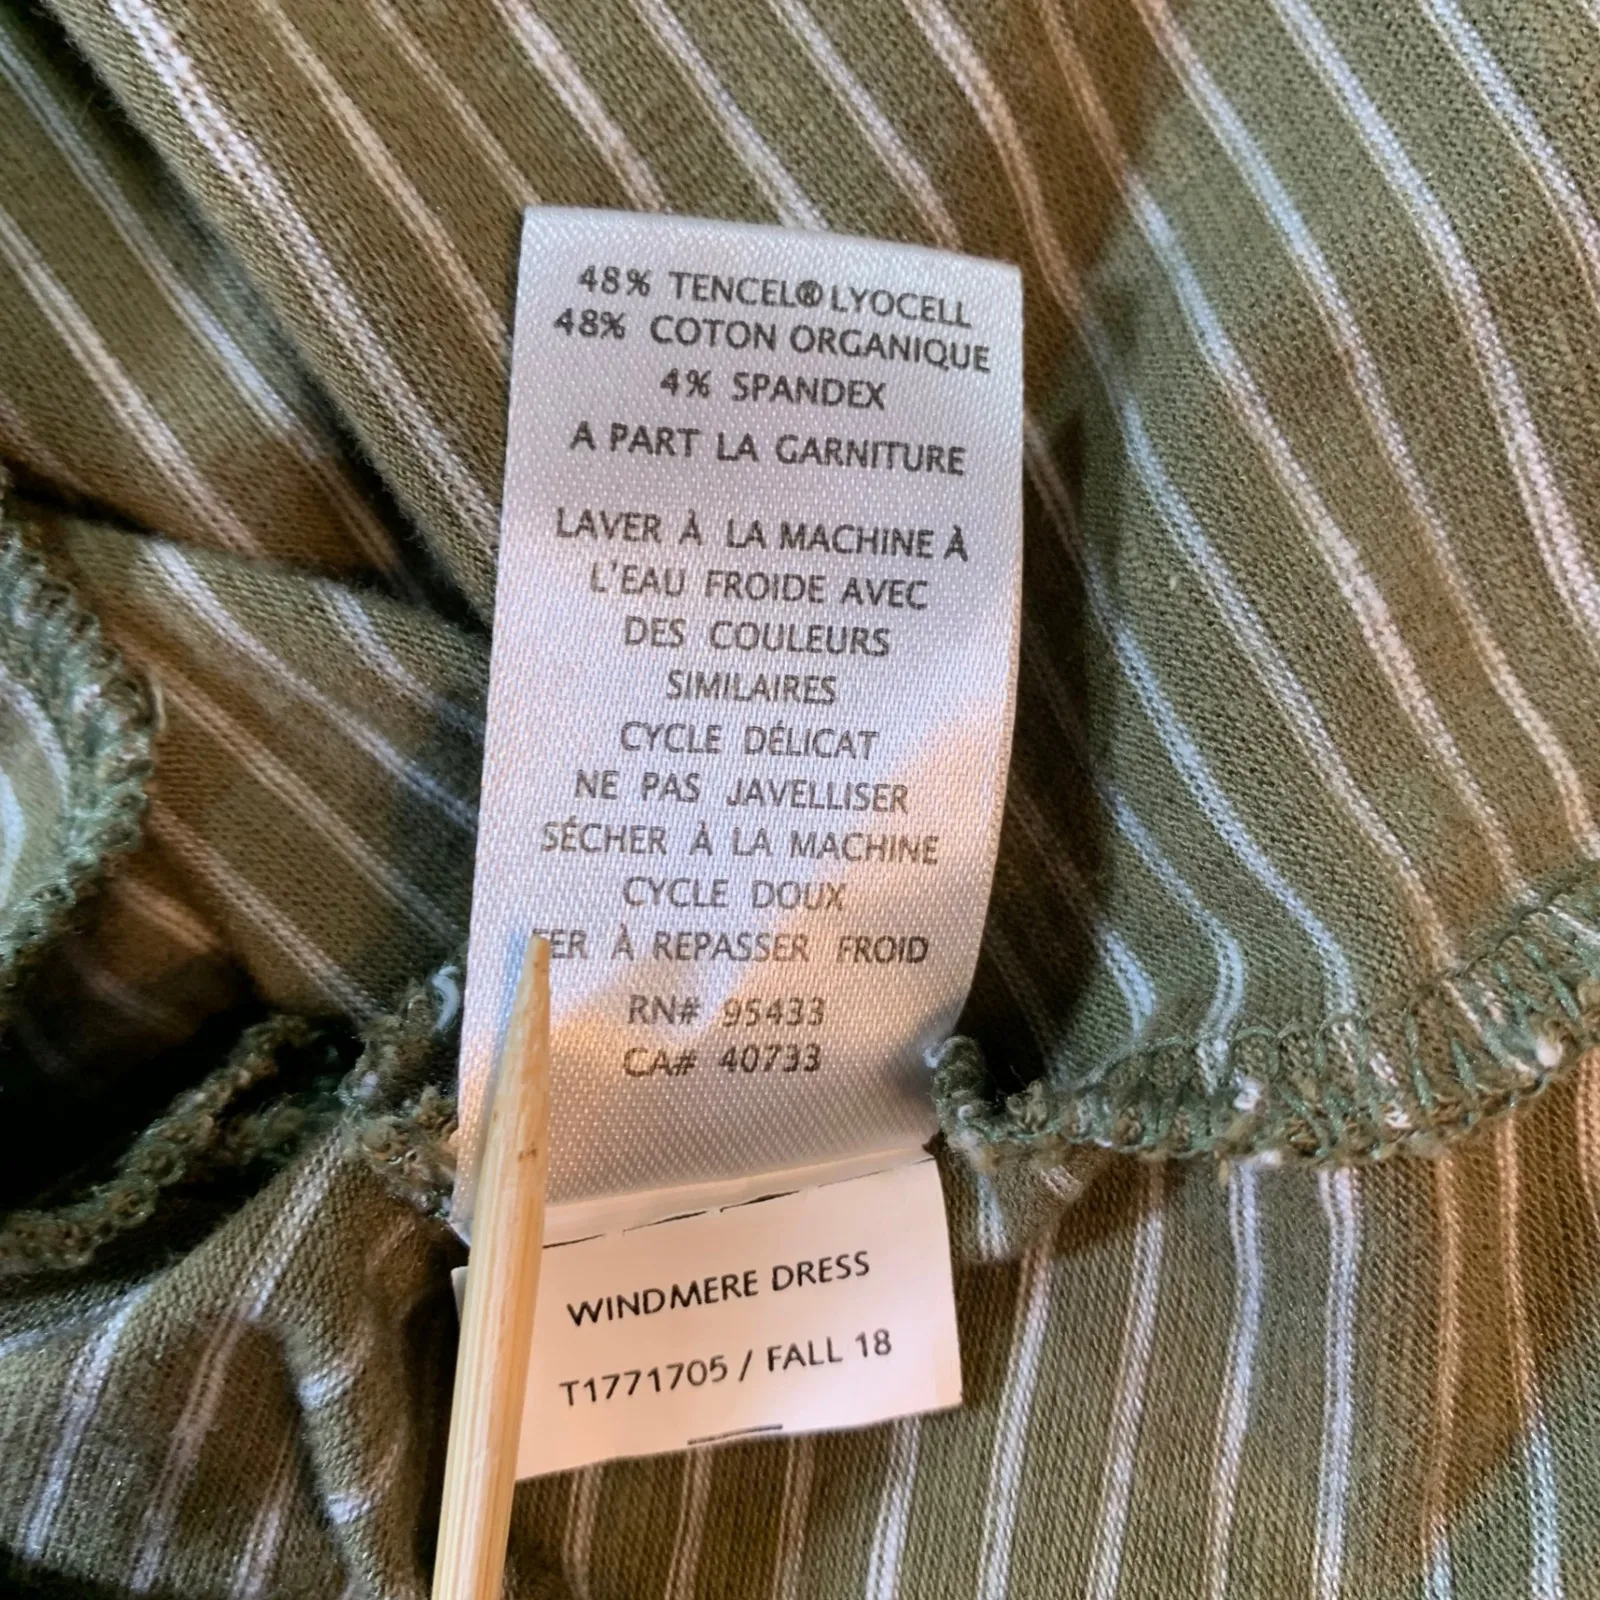 48% TENCEL® LYOCELL
48% COTON ORGANIQUE
4% SPANDEX
A PART LA GARNITURE
LAVER À LA MACHINE À
L'EAU FROIDE AVEC
DES COULEURS
SIMILAIRES
CYCLE DÉLICAT
NE PAS JAVELLISER
SÉCHER À LA MACHINE
CYCLE DOUX
FER À REPASSER FROID
RN# 95433
CA# 40733
WINDMERE DRESS
T1771705 / FALL 18